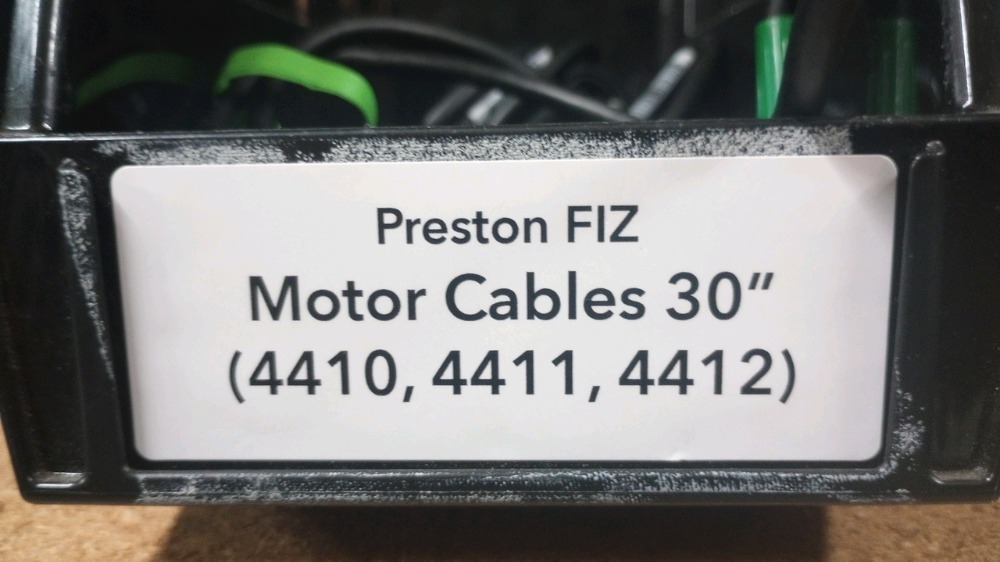 Preston FIZ
Motor Cables 30“
(4410, 4411, 4412)